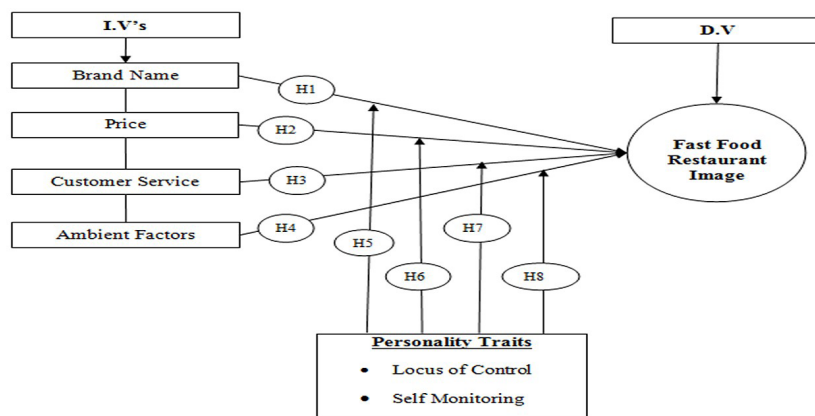 I.V's
D.V
Brand Name
H1
Price
H2
Fast Food
Restaurant
Image
Customer Service
H3
Ambient Factors
H4
H5
H6
H7
H8
Personality Traits
• Locus of Control
• Self Monitoring